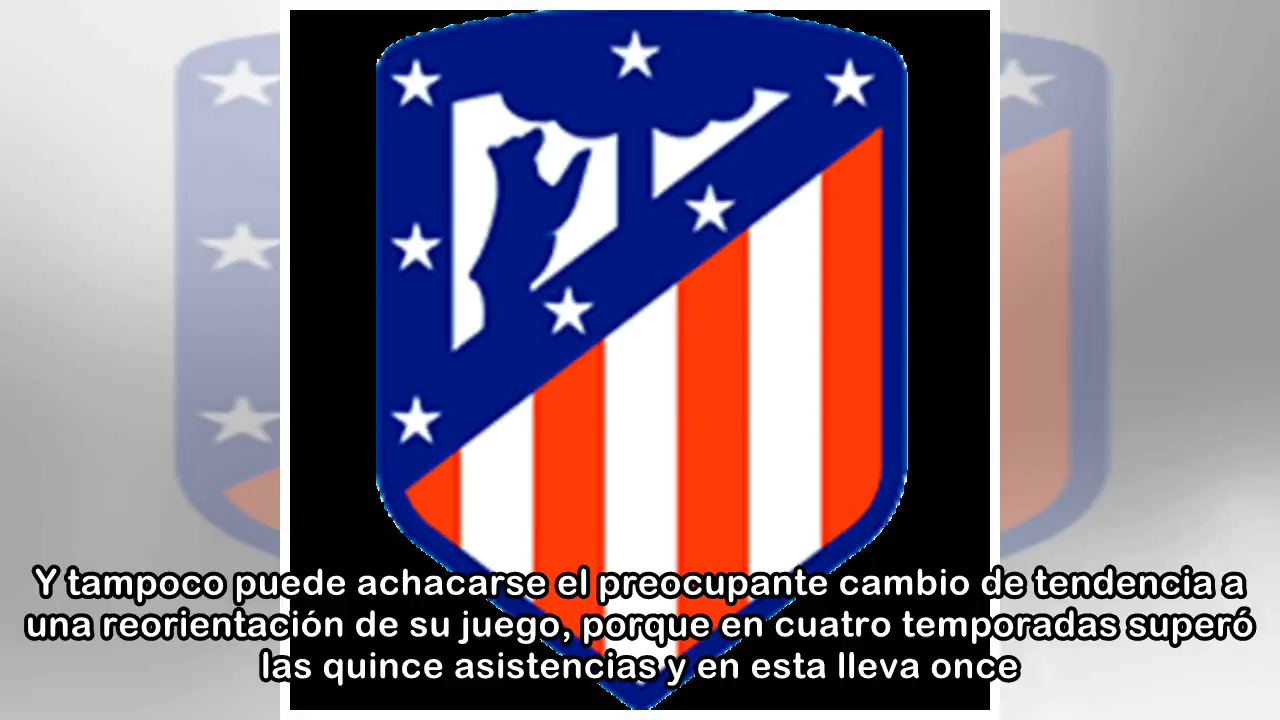 Y tampoco puede achacarse el preocupante cambio de tendencia a
una reorientación de su juego, porque en cuatro temporadas superó
las quince asistencias y en esta lleva once